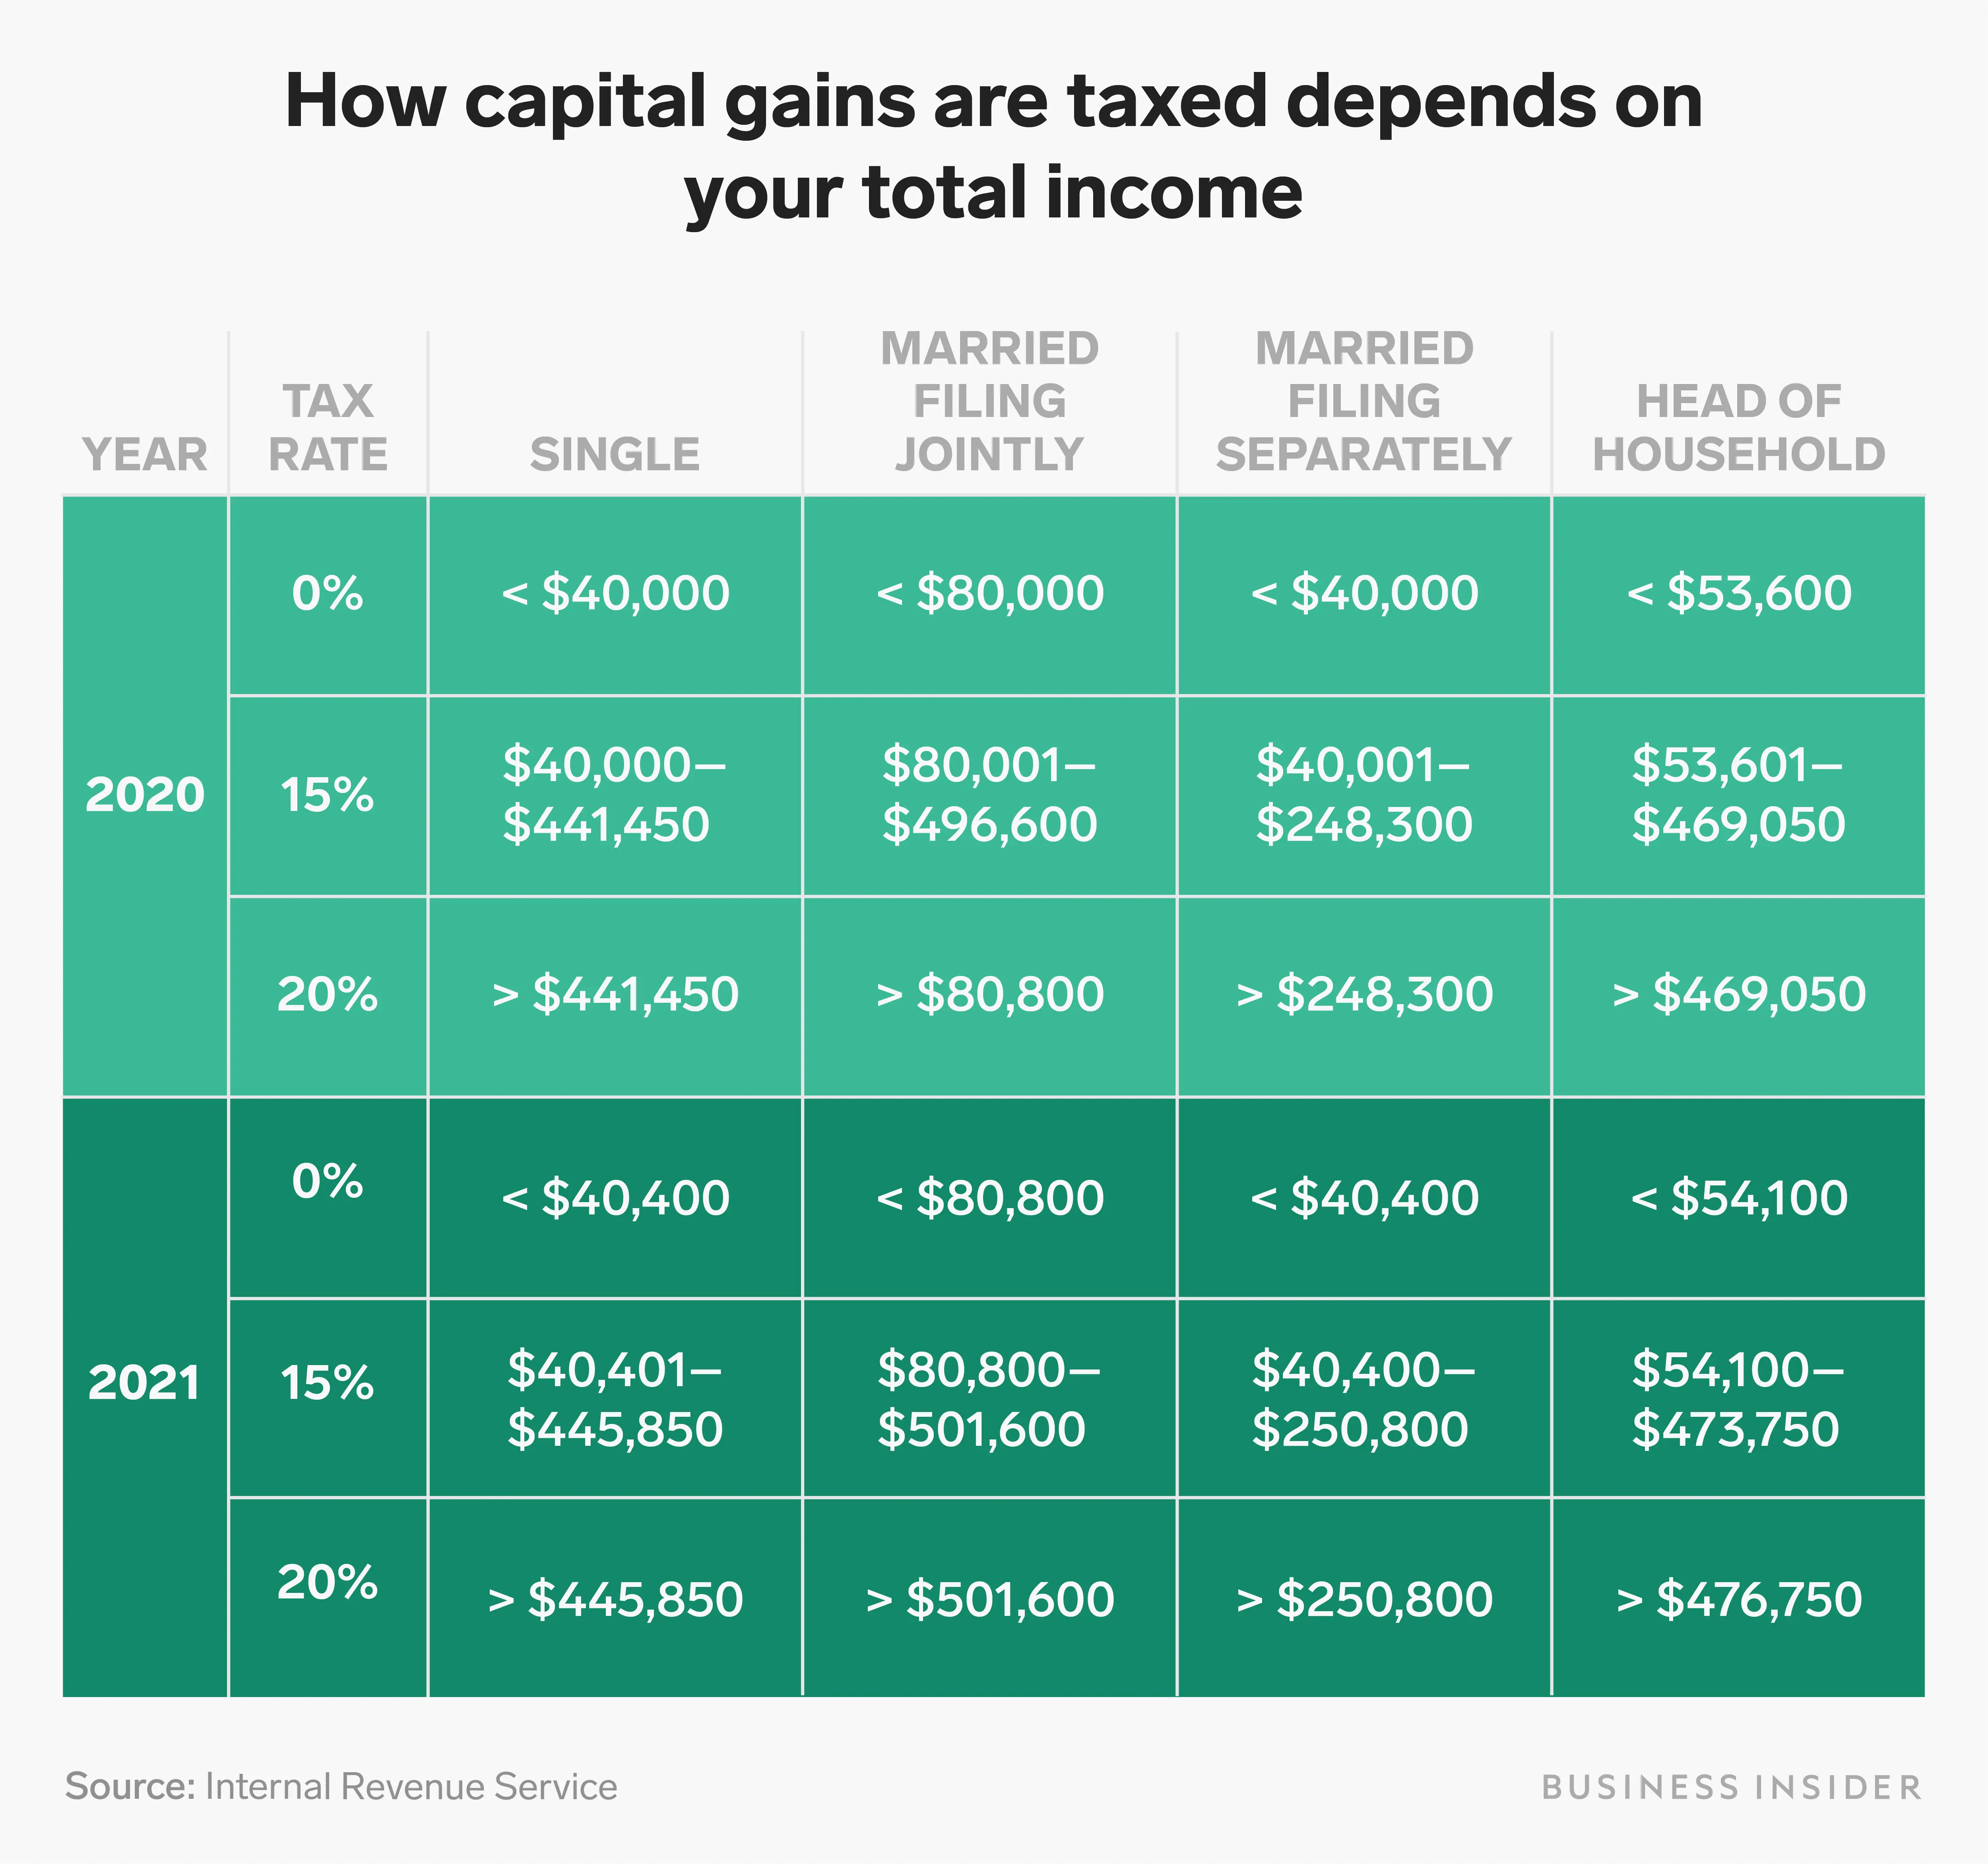 How capital gains are taxed depends on
your total income
YEAR
TAX
RATE
SINGLE
MARRIED
FILING
JOINTLY
MARRIED
FILING
SEPARATELY
HEAD OF
HOUSEHOLD
2020
0%
< $40,000
< $80,000
< $40,000
< $53,600
15%
$40,000–
$441,450
$80,001–
$496,600
$40,001–
$248,300
$53,601–
$469,050
20%
> $441,450
> $80,800
> $248,300
> $469,050
2021
0%
< $40,400
< $80,800
< $40,400
< $54,100
15%
$40,401–
$445,850
$80,800–
$501,600
$40,400–
$250,800
$54,100–
$473,750
20%
> $445,850
> $501,600
> $250,800
> $476,750
Source: Internal Revenue Service
BUSINESS INSIDER